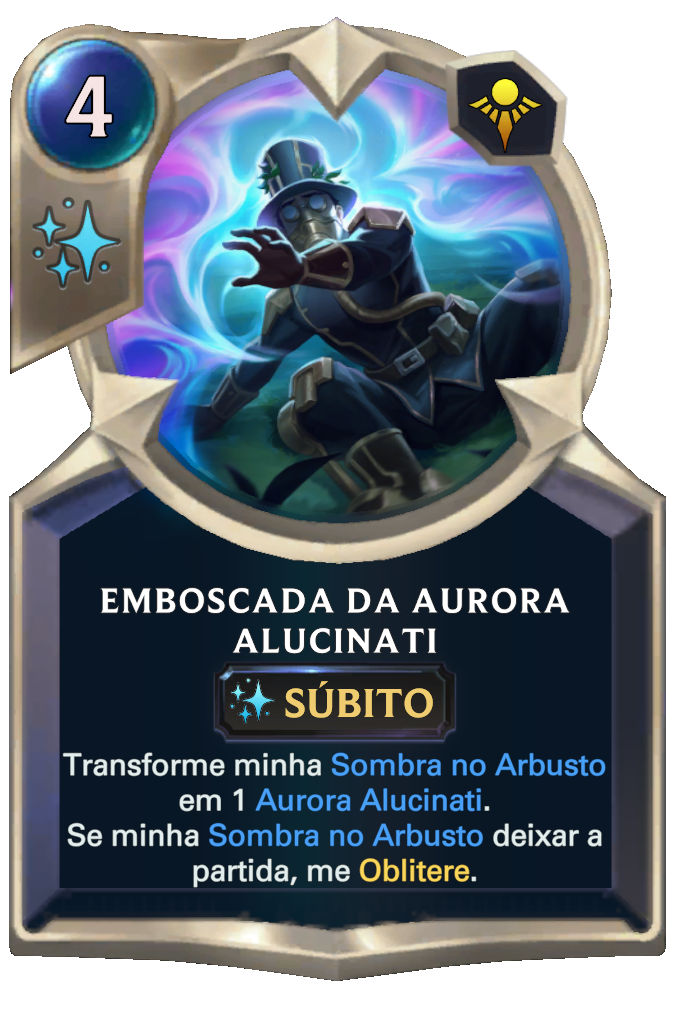 4
EMBOSCADA DA AURORA
ALUCINATI
SÚBITO
Transforme minha Sombra no Arbusto
em 1 Aurora Alucinati.
Se minha Sombra no Arbusto deixar a
partida, me Oblitere.